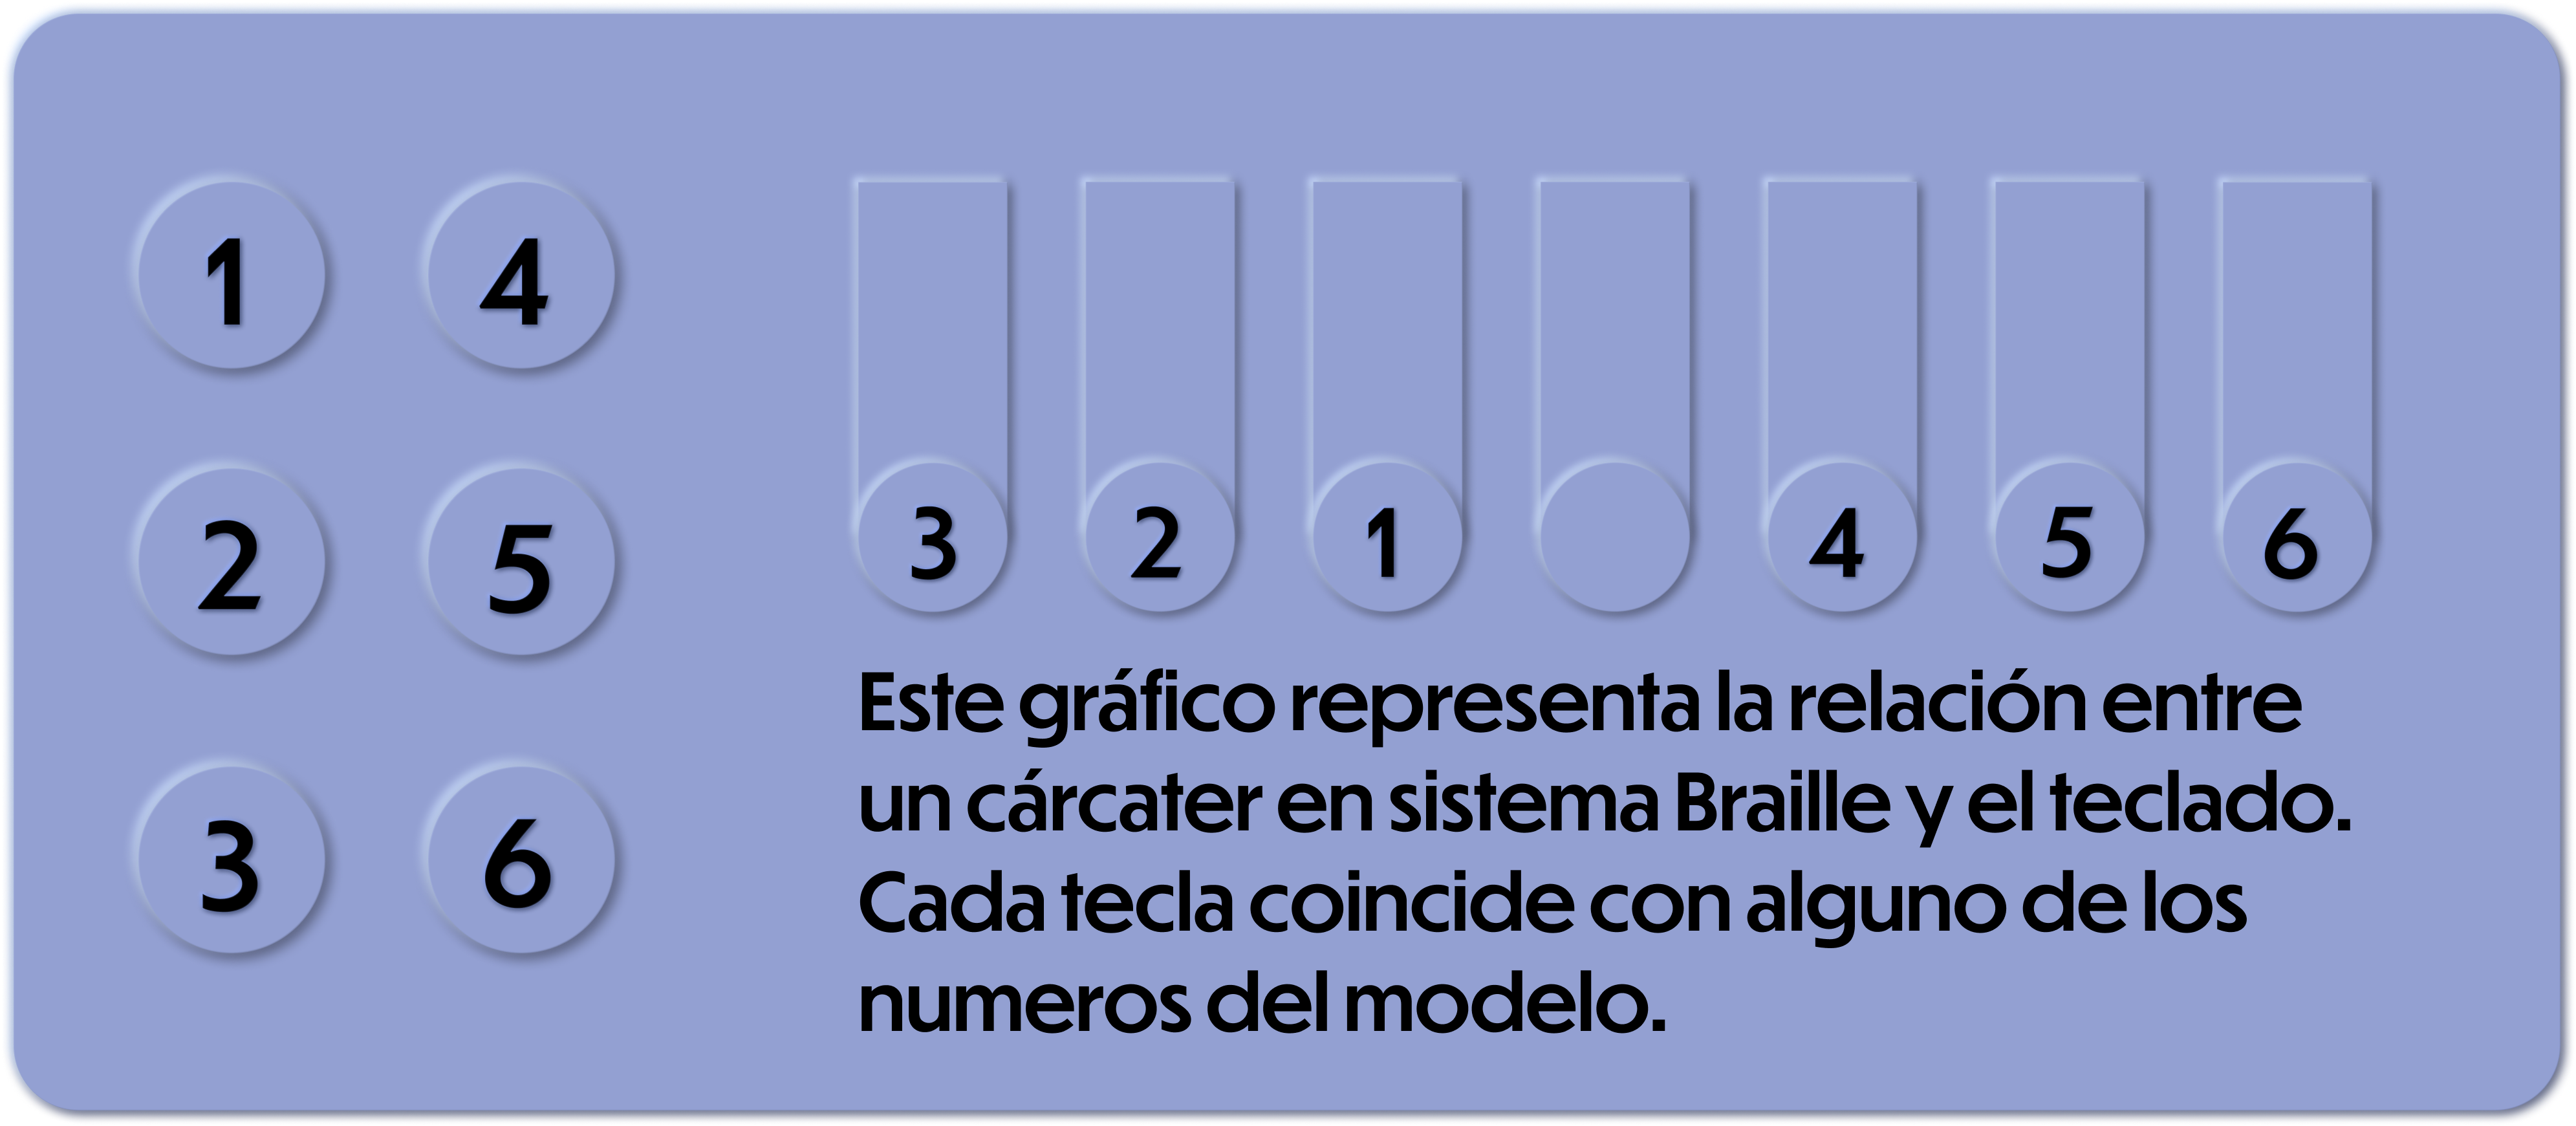 1 4
3 2 1 4 5 6
2 5
Este gráfico representa la relación entre
un cárcater en sistema Braille y el teclado.
3 6
Cada tecla coincide con alguno de los
numeros del modelo.